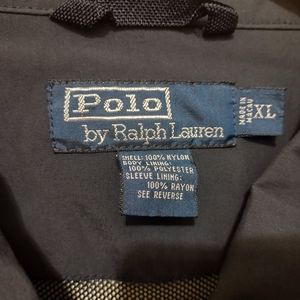 Polo
by Ralph Lauren
MADE IN
MACAU
XL
SHELL: 100% NYLON
BODY LINING:
100% POLYESTER
SLEEVE LINING:
100% RAYON
SEE REVERSE